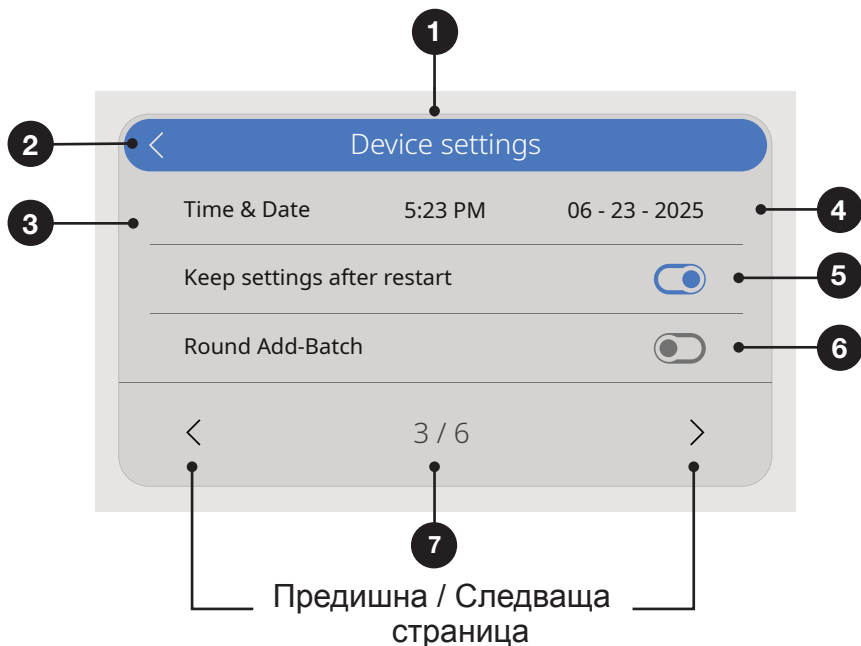 1
2
Device settings
3
Time & Date 5:23 PM 06 - 23 - 2025
4
Keep settings after restart
5
Round Add-Batch
6
3 / 6
7
Предишна / Следваща
страница